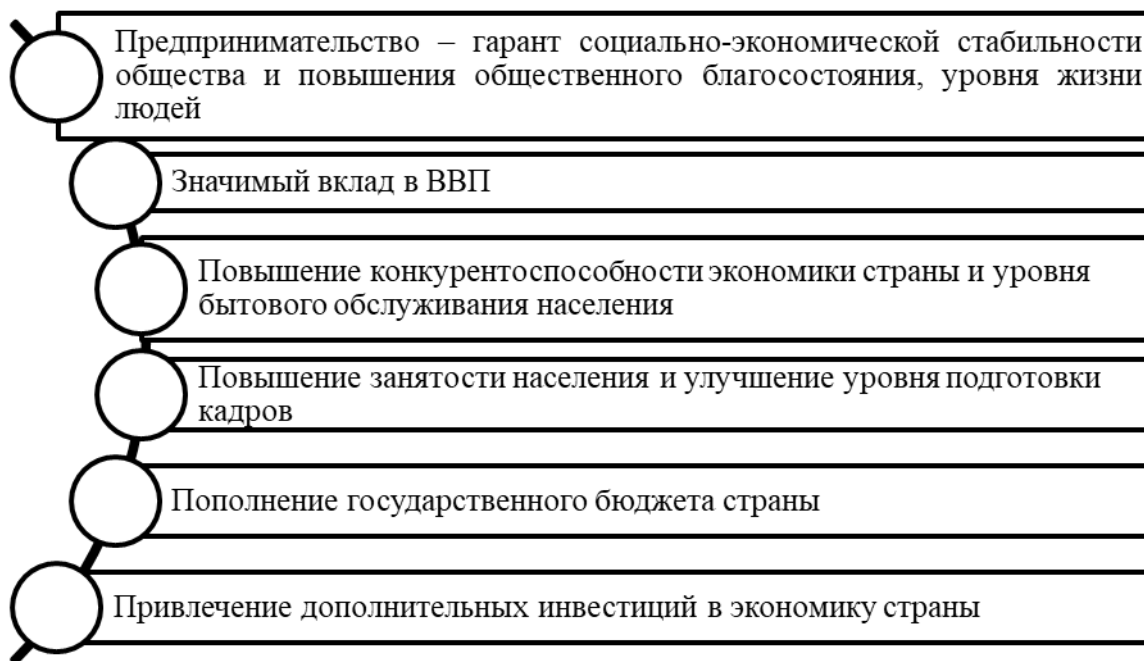 Предпринимательство – гарант социально-экономической стабильности
общества и повышения общественного благосостояния, уровня жизни
людей
Значимый вклад в ВВП
Повышение конкурентоспособности экономики страны и уровня
бытового обслуживания населения
Повышение занятости населения и улучшение уровня подготовки
кадров
Пополнение государственного бюджета страны
Привлечение дополнительных инвестиций в экономику страны